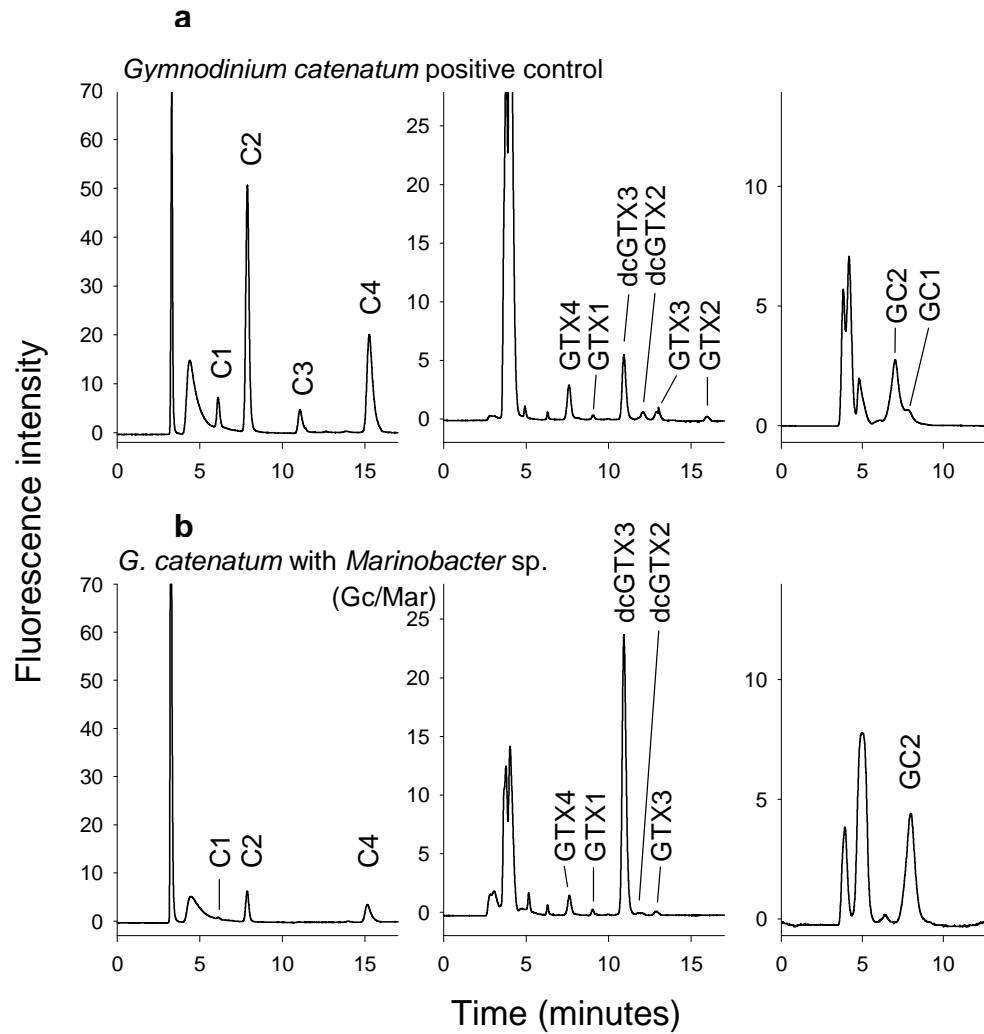 a
Gymnodinium catenatum positive control
70
60
50
40
30
20
10
0
C1
C2
C3
C4
0 5 10 15
25
20
15
10
5
0
GTX4
GTX1
dcGTX3
dcGTX2
GTX3
GTX2
0 5 10 15
10
5
0
GC2
GC1
0 5 10
Fluorescence intensity
b
G. catenatum with Marinobacter sp.
(Gc/Mar)
70
60
50
40
30
20
10
0
C1
C2
C4
0 5 10 15
25
20
15
10
5
0
GTX4
GTX1
dcGTX3
dcGTX2
GTX3
0 5 10 15
10
5
0
GC2
0 5 10
Time (minutes)